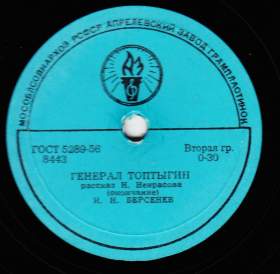 МОСОБЛСОВНАРХОЗ РСФСР АПРЕЛЕВСКИЙ ЗАВОД ГРАМПЛАСТИНОК
ГОСТ 5289-56
8443
Вторая гр.
0-30
ГЕНЕРАЛ ТОПТЫГИН
рассказ Н. Некрасова
(окончание)
И. Н. БЕРСЕНЕВ